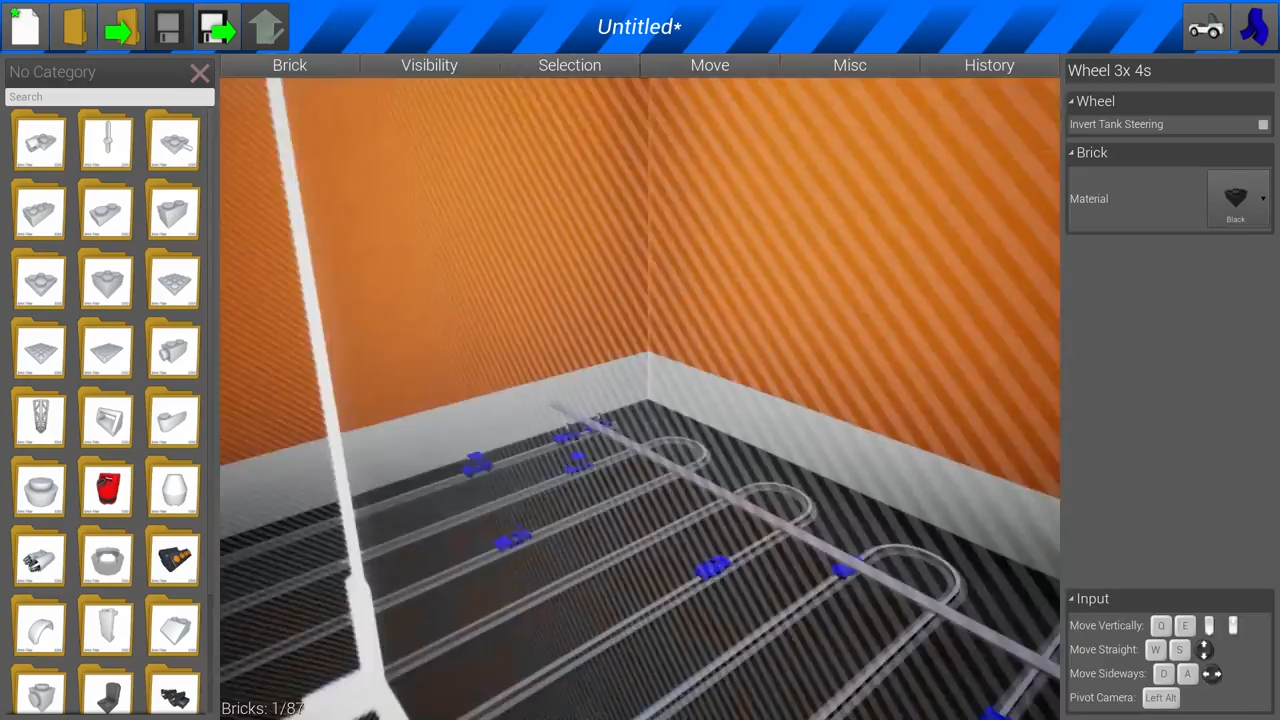 Untitled*
No Category
Search
Brick
Visibility
Selection
Move
Misc
History
Wheel 3x 4s
Wheel
Invert Tank Steering
Brick
Material
Black
Input
Move Vertically:
Q
E
Move Straight:
W
S
Move Sideways:
D
A
Pivot Camera:
Left Alt
Bricks: 1/87